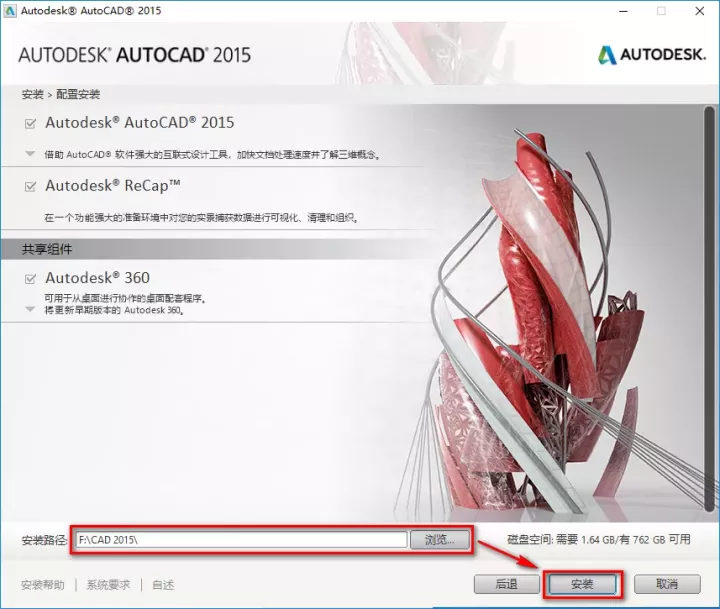 Autodesk® AutoCAD® 2015
AUTODESK® AUTOCAD® 2015
AUTODESK.
安装 > 配置安装
Autodesk® AutoCAD® 2015
借助 AutoCAD® 软件强大的互联式设计工具，加快文档处理速度并了解三维概念。
Autodesk® ReCap™
在一个功能强大的准备环境中对您的实景捕获数据进行可视化、清理和组织。
共享组件
Autodesk® 360
可用于从桌面进行协作的桌面配套程序。
将更新早期版本的 Autodesk 360。
安装路径: F:\CAD 2015\ 浏览... 磁盘空间: 需要 1.64 GB/有 762 GB 可用
安装帮助 | 系统要求 | 自述 后退 安装 取消